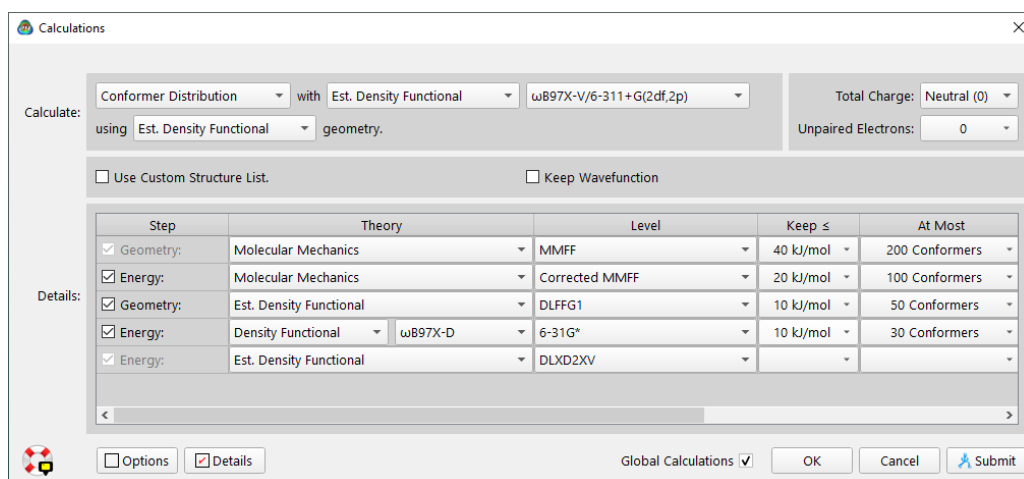 Calculations
Calculate:
Conformer Distribution with Est. Density Functional ωB97X-V/6-311+G(2df,2p)
using Est. Density Functional geometry.
Total Charge: Neutral (0)
Unpaired Electrons: 0
Use Custom Structure List. Keep Wavefunction
Details:
Step Theory Level Keep ≤ At Most
Geometry: Molecular Mechanics MMFF 40 kJ/mol 200 Conformers
Energy: Molecular Mechanics Corrected MMFF 20 kJ/mol 100 Conformers
Geometry: Est. Density Functional DLFFG1 10 kJ/mol 50 Conformers
Energy: Density Functional ωB97X-D 6-31G* 10 kJ/mol 30 Conformers
Energy: Est. Density Functional DLXD2XV
Options Details Global Calculations OK Cancel Submit